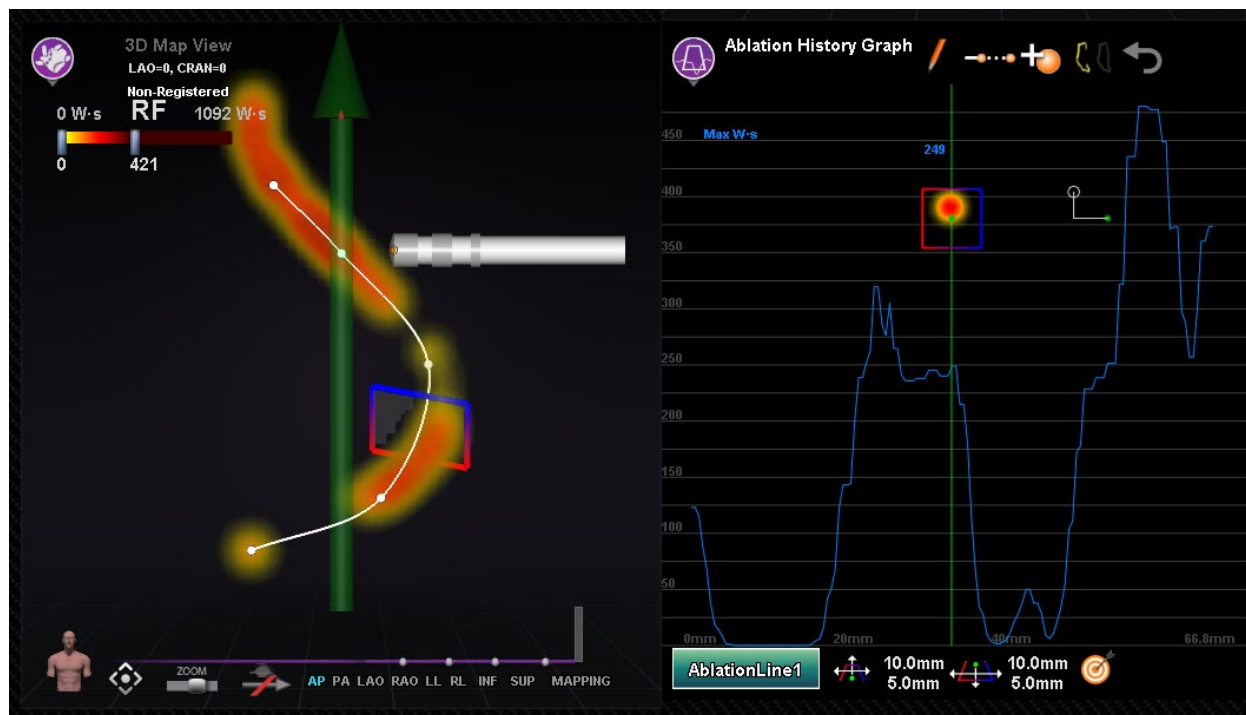 3D Map View
LAO=0, CRAN=0
Non-Registered
0 W·s RF 1092 W·s
0 421
ZOOM
AP PA LAO RAO LL RL INF SUP MAPPING
Ablation History Graph
Max W·s
249
450
400
350
300
250
200
150
100
50
0mm 20mm 40mm 66.8mm
AblationLine1
10.0mm 10.0mm
5.0mm 5.0mm